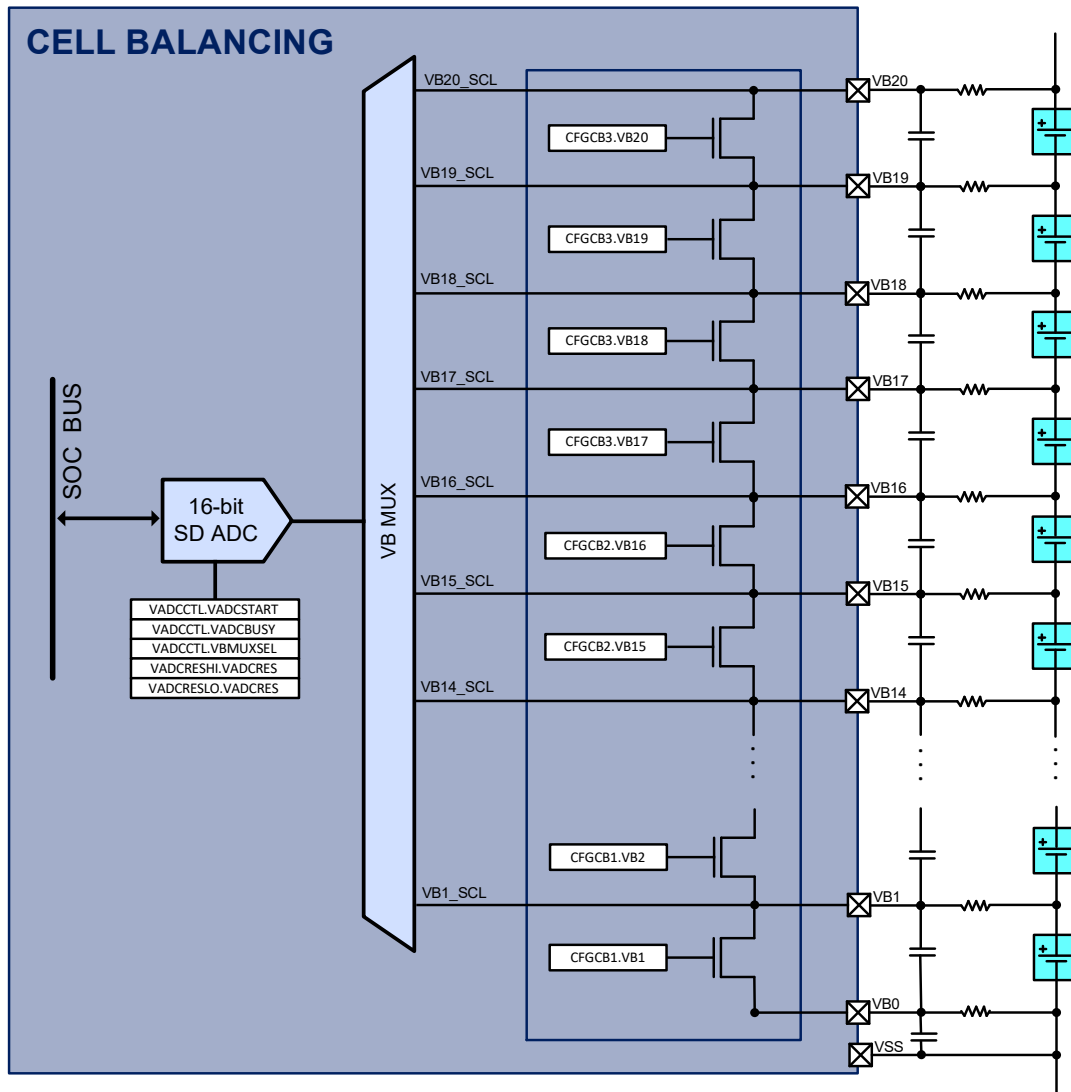 CELL BALANCING
VB20_SCL
VB20
CFGCB3.VB20
VB19_SCL
VB19
CFGCB3.VB19
VB18_SCL
VB18
CFGCB3.VB18
VB17_SCL
VB17
CFGCB3.VB17
VB16_SCL
VB16
CFGCB2.VB16
VB15_SCL
VB15
CFGCB2.VB15
VB14_SCL
VB14
SOC BUS
16-bit
SD ADC
VB MUX
VADCCTL.VADCSTART
VADCCTL.VADCBUSY
VADCCTL.VBMUXSEL
VADCRESHI.VADCRES
VADCRESLO.VADCRES
CFGCB1.VB2
VB1_SCL
VB1
CFGCB1.VB1
VB0
VSS
+
+
+
+
+
+
+
+